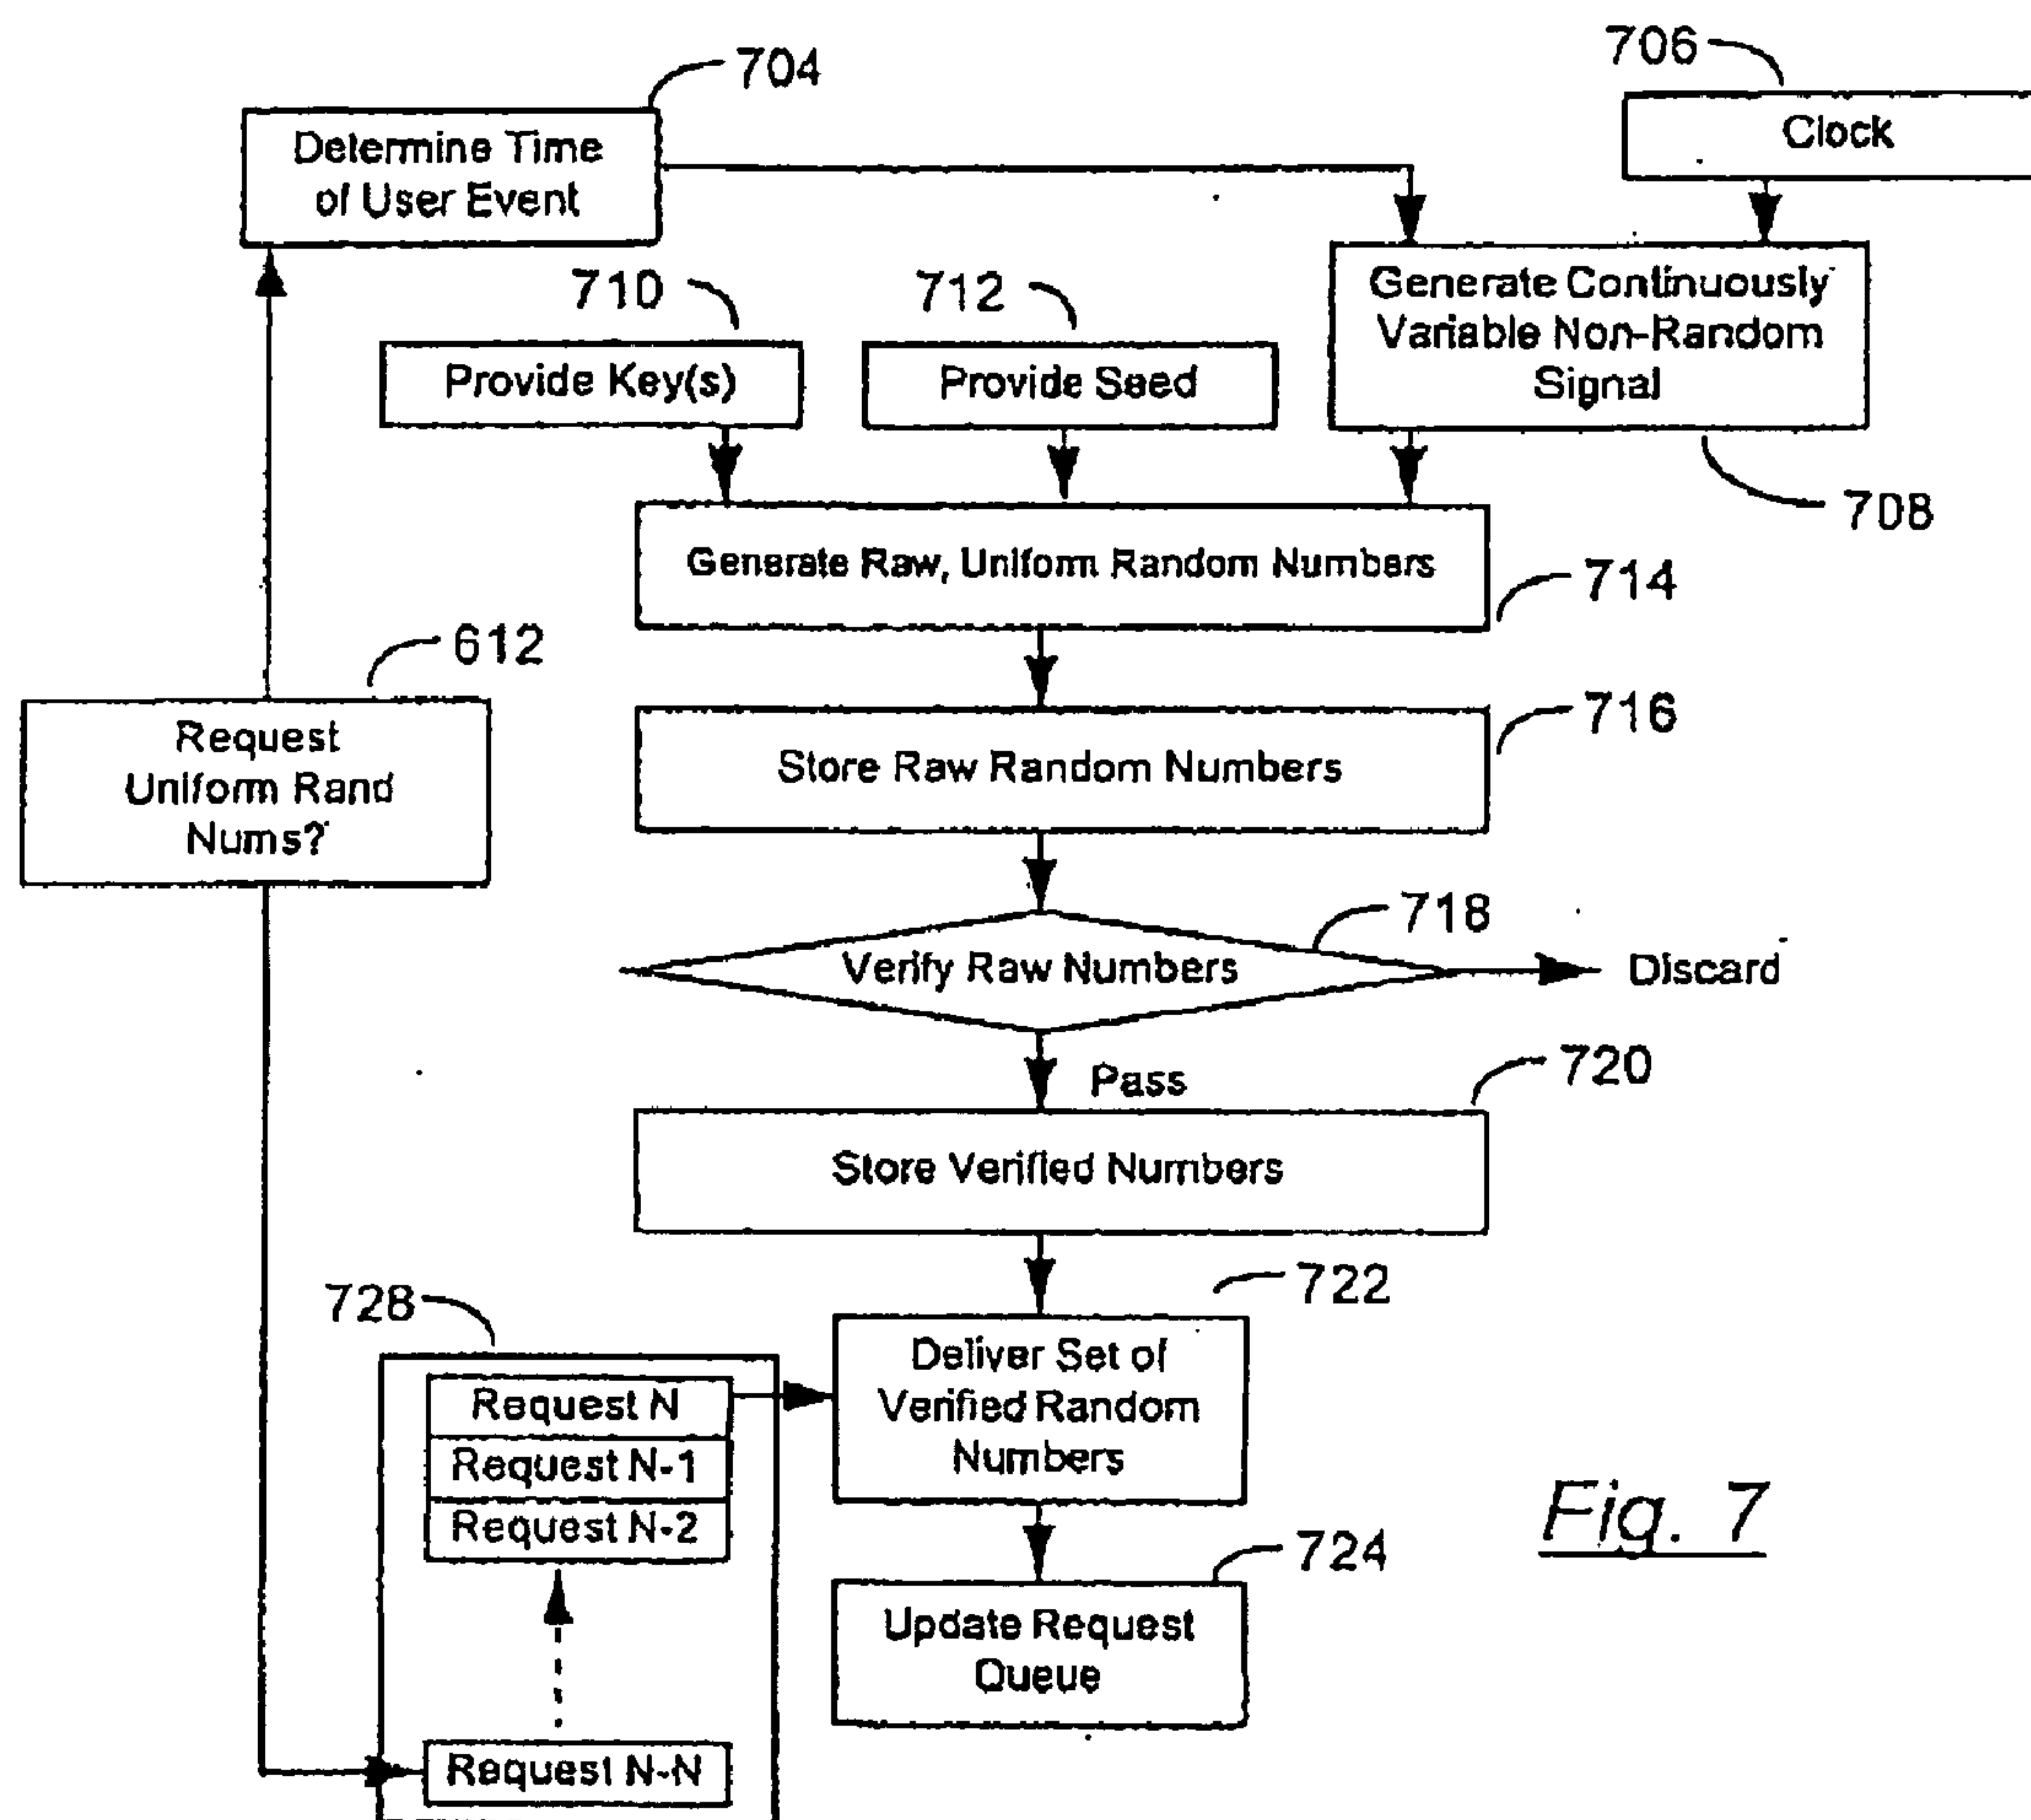 704
706
Determine Time
of User Event
Clock
710
712
Generate Continuously
Variable Non-Random
Signal
Provide Key(s)
Provide Seed
708
Generate Raw, Uniform Random Numbers
714
612
Request
Uniform Rand
Nums?
716
Store Raw Random Numbers
718
Verify Raw Numbers
Discard
Pass
720
Store Verified Numbers
722
728
Deliver Set of
Verified Random
Numbers
Request N
Request N-1
Request N-2
Fig. 7
724
Update Request
Queue
Request N-N